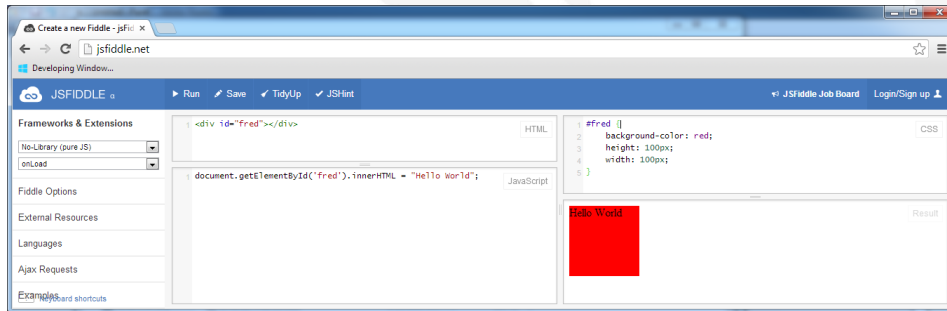 Create a new Fiddle - jsFid
jsfiddle.net
Developing Window...
JSFIDDLE α
Run Save TidyUp JSHint
JSFiddle Job Board Login/Sign up
Frameworks & Extensions
No-Library (pure JS)
onLoad
Fiddle Options
External Resources
Languages
Ajax Requests
Examples
Keyboard shortcuts
1 <div id="fred"></div>
HTML
1 document.getElementById('fred').innerHTML = "Hello World";
JavaScript
1 #fred {
2 background-color: red;
3 height: 100px;
4 width: 100px;
5 }
CSS
Hello World
Result